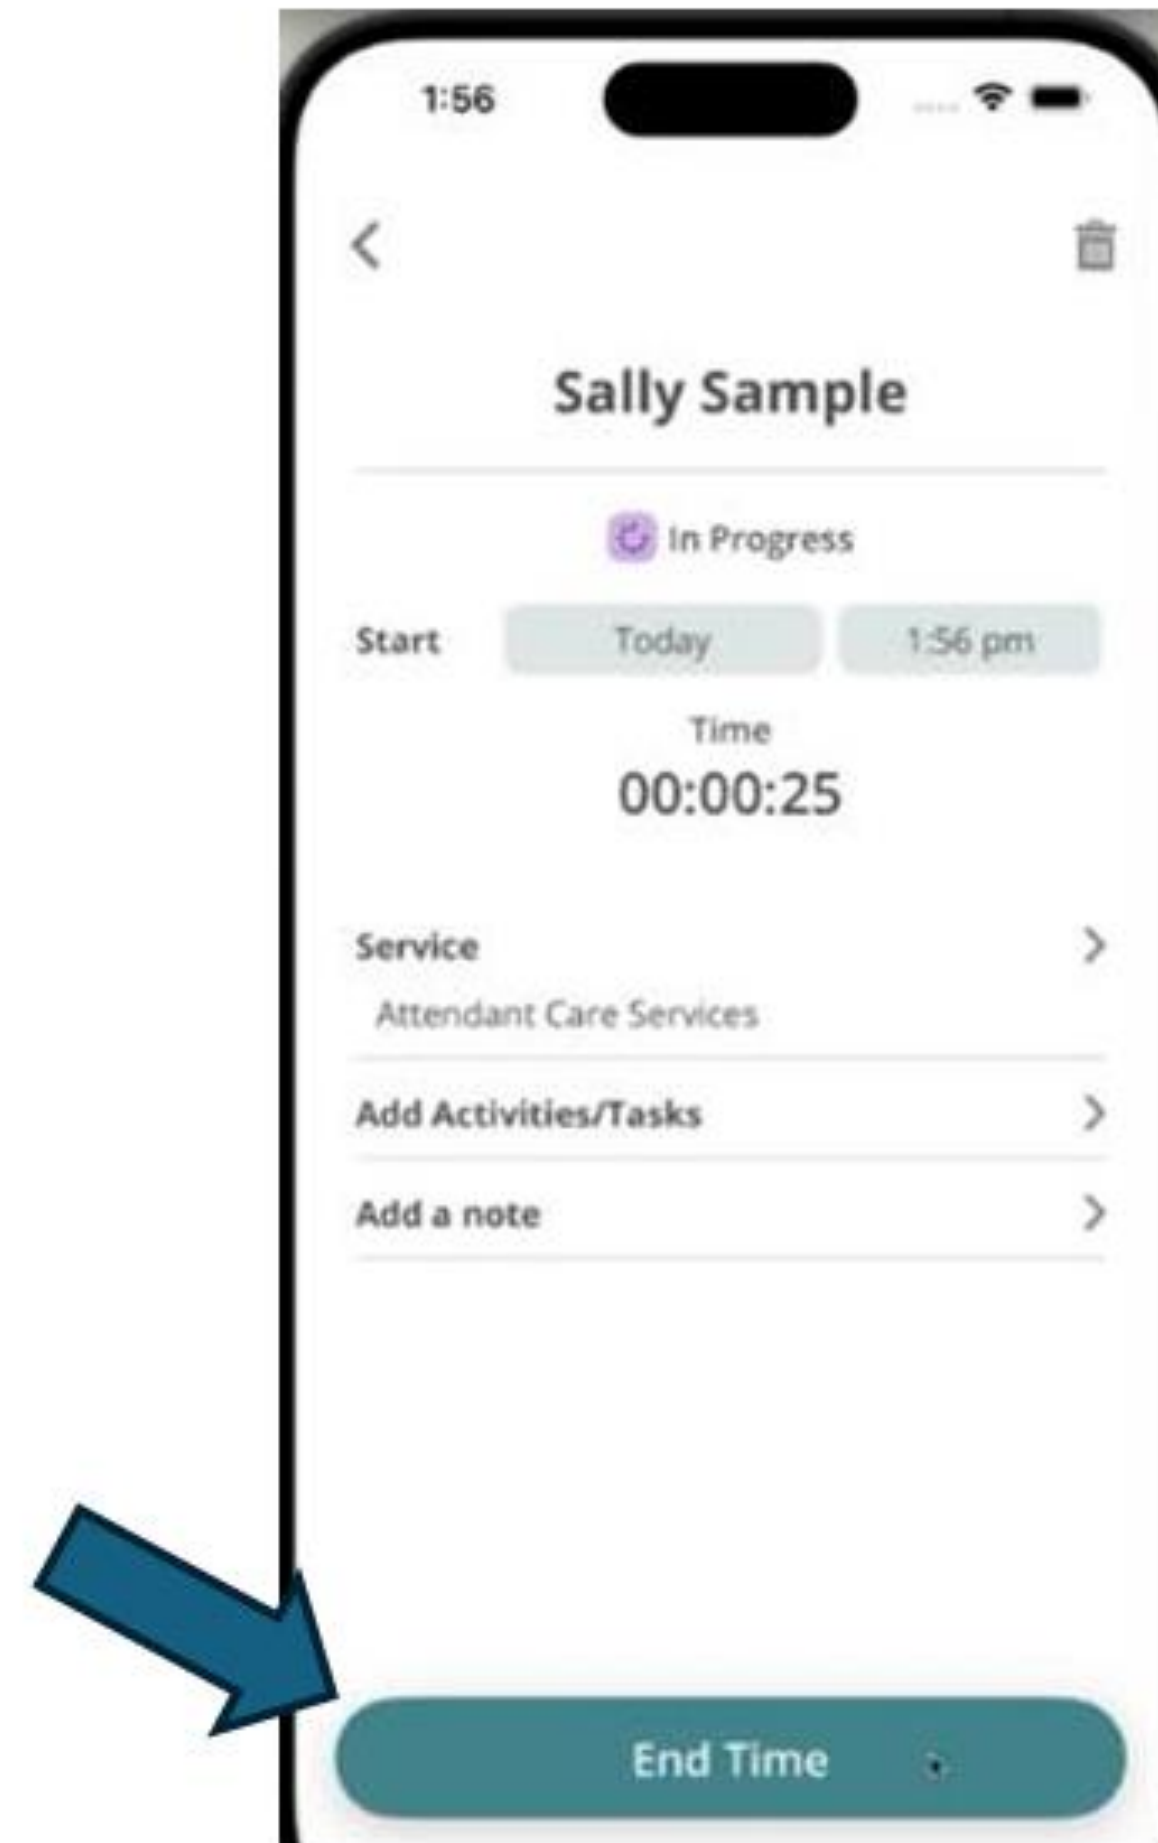 1:56
Sally Sample
In Progress
Start Today 1:56 pm
Time
00:00:25
Service
Attendant Care Services
Add Activities/Tasks
Add a note
End Time